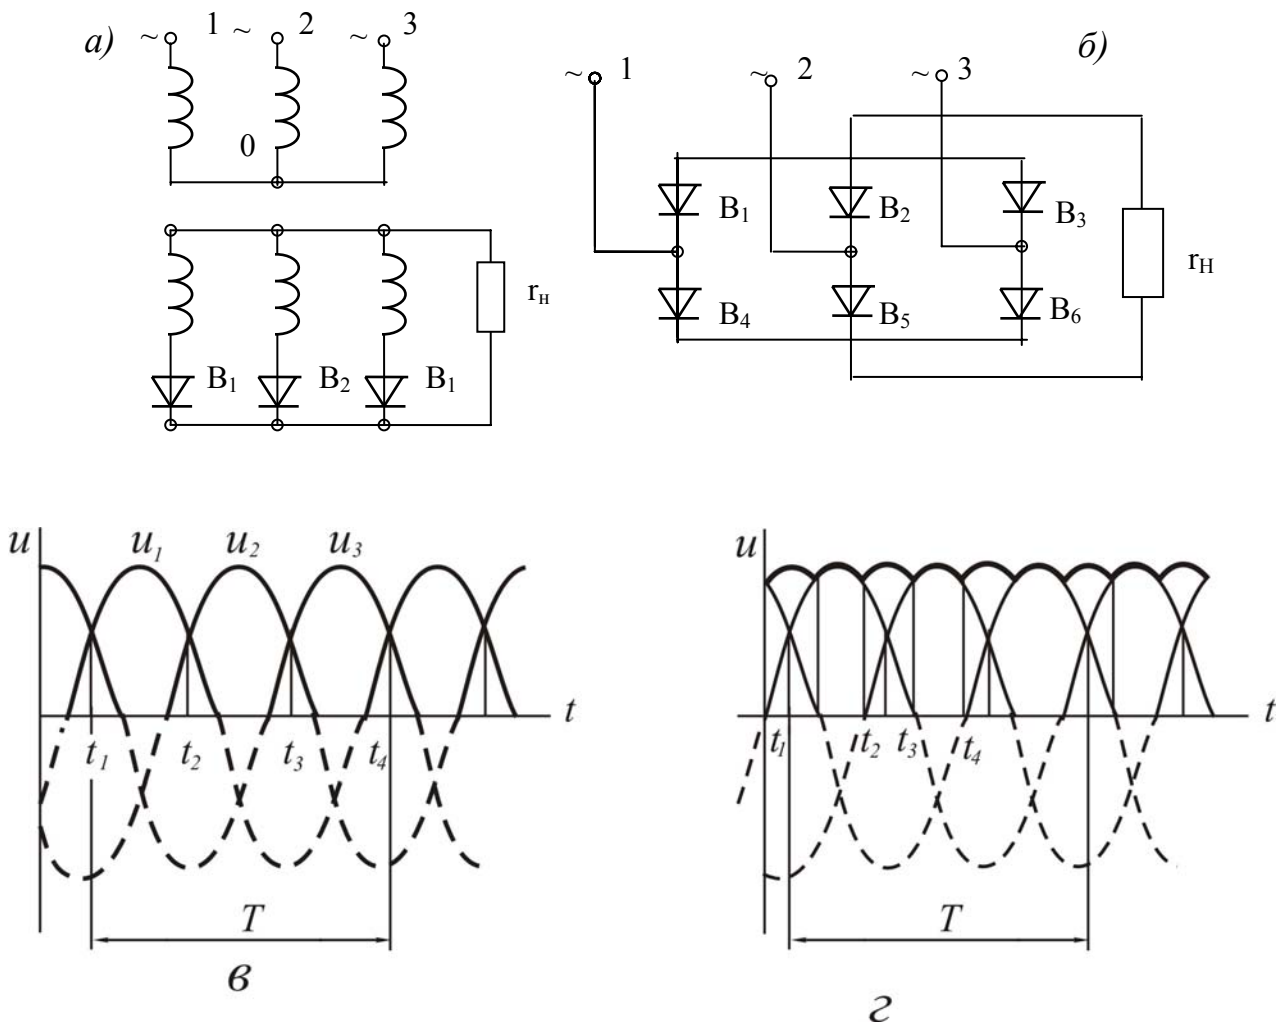 а)
~ 1
~ 2
~ 3
0
rн
B1
B2
B1
б)
~ 1
~ 2
~ 3
B1
B2
B3
rH
B4
B5
B6
u
u1
u2
u3
t
t1
t2
t3
t4
T
в
u
t
t1
t2
t3
t4
T
г